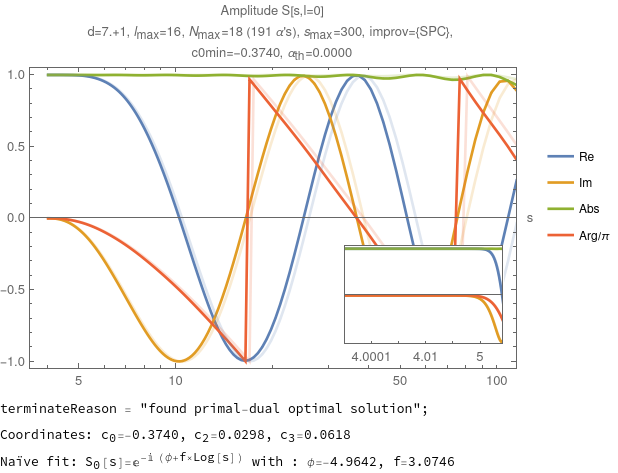 Amplitude S[s,l=0]
d=7.+1, lmax=16, Nmax=18 (191 α's), smax=300, improv={SPC},
c0min=-0.3740, αth=0.0000
1.0
0.5
0.0
-0.5
-1.0
s
Re
Im
Abs
Arg/π
4.0001 4.01 5
5 10 50 100
terminateReason = "found primal-dual optimal solution";
Coordinates: c0=-0.3740, c2=0.0298, c3=0.0618
Naïve fit: S0[s]=e-i (ϕ+f×Log[s]) with : ϕ=-4.9642, f=3.0746